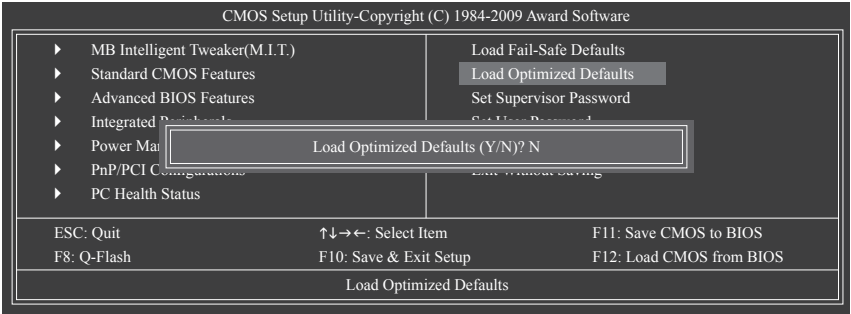 CMOS Setup Utility-Copyright (C) 1984-2009 Award Software
MB Intelligent Tweaker(M.I.T.)
Standard CMOS Features
Advanced BIOS Features
Integrated
Power
PnP/PCI
PC Health Status
Load Fail-Safe Defaults
Load Optimized Defaults
Set Supervisor Password
Exit Without Saving
Load Optimized Defaults (Y/N)? N
ESC: Quit
↑↓→←: Select Item
F11: Save CMOS to BIOS
F8: Q-Flash
F10: Save & Exit Setup
F12: Load CMOS from BIOS
Load Optimized Defaults